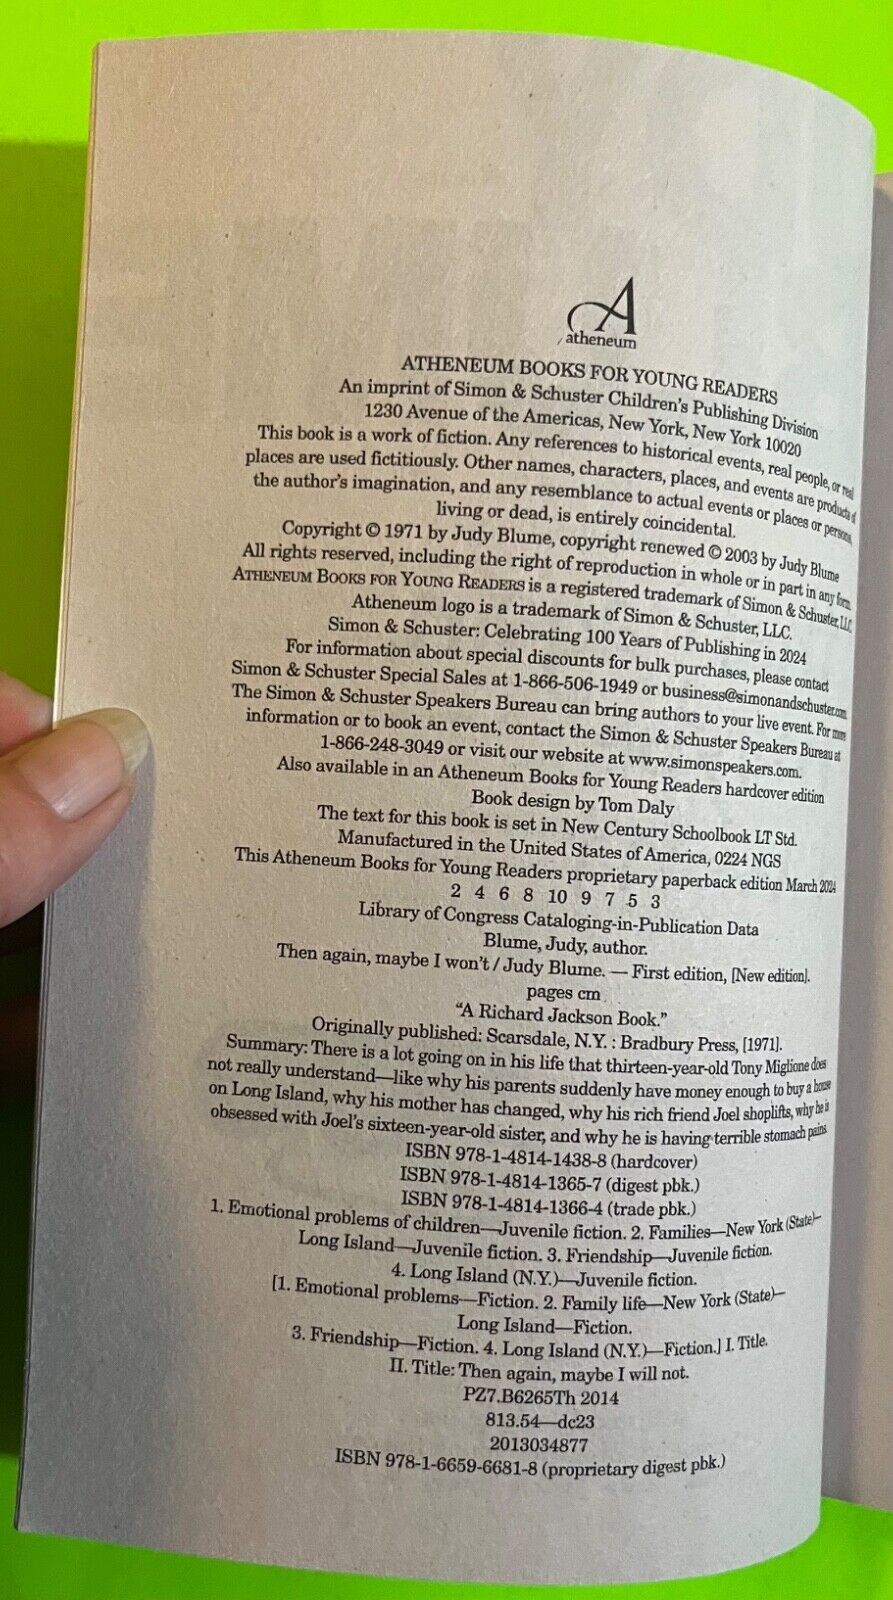 A
atheneum
ATHENEUM BOOKS FOR YOUNG READERS
An imprint of Simon & Schuster Children's Publishing Division
1230 Avenue of the Americas, New York, New York 10020
This book is a work of fiction. Any references to historical events, real people, or real
places are used fictitiously. Other names, characters, places, and events are products of
the author's imagination, and any resemblance to actual events or places or persons,
living or dead, is entirely coincidental.
Copyright © 1971 by Judy Blume, copyright renewed © 2003 by Judy Blume
All rights reserved, including the right of reproduction in whole or in part in any form.
ATHENEUM BOOKS FOR YOUNG READERS is a registered trademark of Simon & Schuster, LLC.
Atheneum logo is a trademark of Simon & Schuster, LLC.
Simon & Schuster: Celebrating 100 Years of Publishing in 2024
For information about special discounts for bulk purchases, please contact
Simon & Schuster Special Sales at 1-866-506-1949 or business@simonandschuster.com.
The Simon & Schuster Speakers Bureau can bring authors to your live event. For more
information or to book an event, contact the Simon & Schuster Speakers Bureau at
1-866-248-3049 or visit our website at www.simonspeakers.com.
Also available in an Atheneum Books for Young Readers hardcover edition
Book design by Tom Daly
The text for this book is set in New Century Schoolbook LT Std.
Manufactured in the United States of America, 0224 NGS
This Atheneum Books for Young Readers proprietary paperback edition March 2024
2 4 6 8 10 9 7 5 3
Library of Congress Cataloging-in-Publication Data
Blume, Judy, author.
Then again, maybe I won't / Judy Blume. — First edition, [New edition].
pages cm
"A Richard Jackson Book."
Originally published: Scarsdale, N.Y. : Bradbury Press, [1971].
Summary: There is a lot going on in his life that thirteen-year-old Tony Miglione does
not really understand—like why his parents suddenly have money enough to buy a house
on Long Island, why his mother has changed, why his rich friend Joel shoplifts, why he is
obsessed with Joel's sixteen-year-old sister, and why he is having terrible stomach pains.
ISBN 978-1-4814-1438-8 (hardcover)
ISBN 978-1-4814-1365-7 (digest pbk.)
ISBN 978-1-4814-1366-4 (trade pbk.)
1. Emotional problems of children—Juvenile fiction. 2. Families—New York (State)—
Long Island—Juvenile fiction. 3. Friendship—Juvenile fiction.
4. Long Island (N.Y.)—Juvenile fiction.
[1. Emotional problems—Fiction. 2. Family life—New York (State)—
Long Island—Fiction.
3. Friendship—Fiction. 4. Long Island (N.Y.)—Fiction.] I. Title.
II. Title: Then again, maybe I will not.
PZ7.B6265Th 2014
813.54—dc23
2013034877
ISBN 978-1-6659-6681-8 (proprietary digest pbk.)